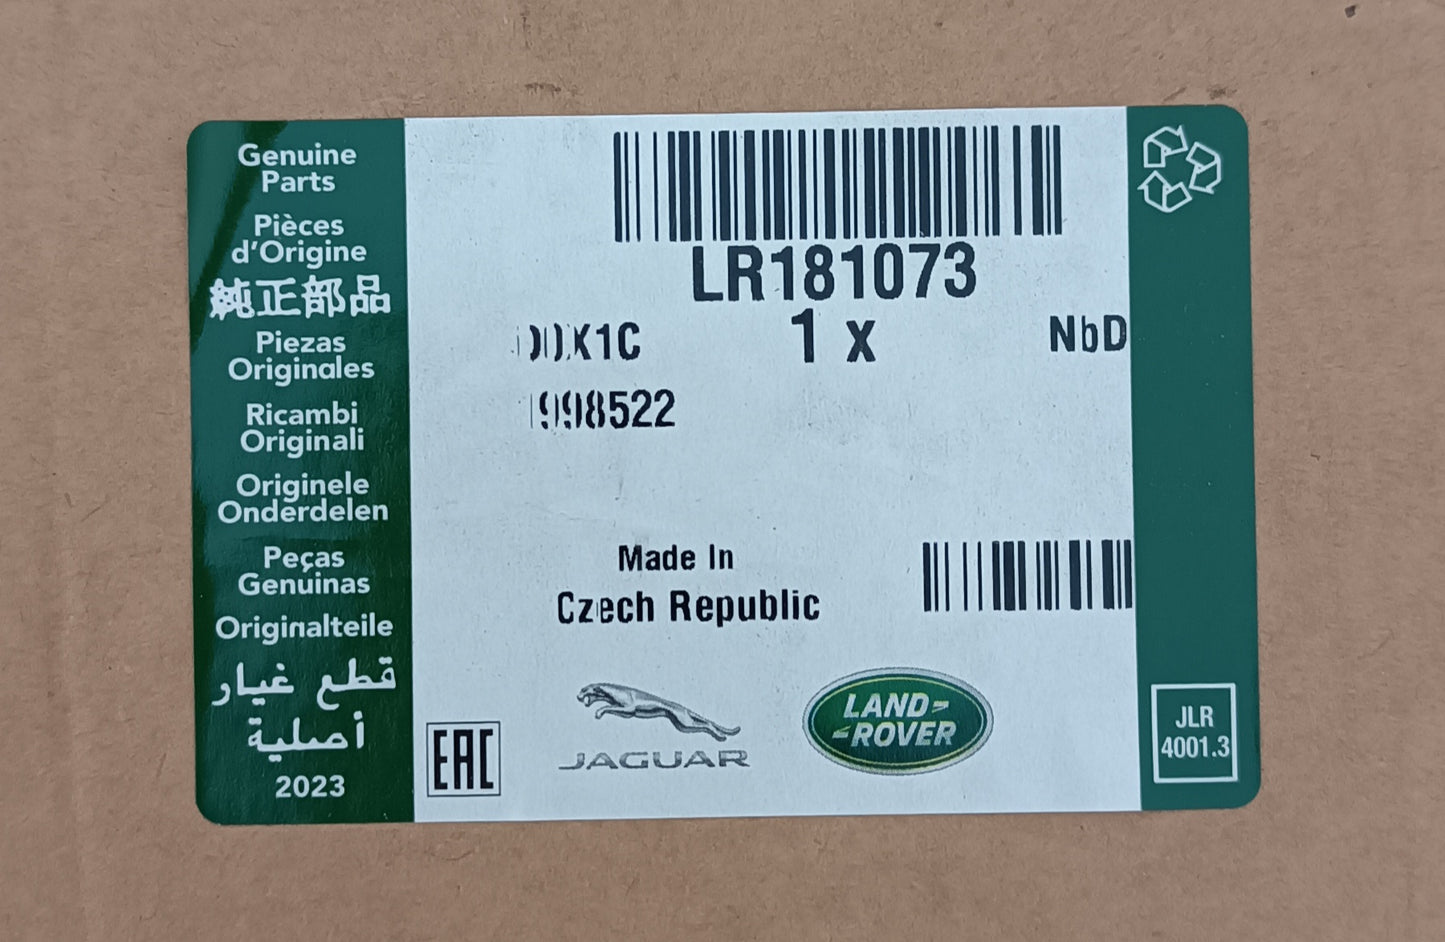 Genuine
Parts
Pièces
d'Origine
純正部品
Piezas
Originales
Ricambi
Originali
Originele
Onderdelen
Peças
Genuinas
Originalteile
قطع غيار
أصلية
2023
LR181073
1 x
NbD
998522
Made In
Czech Republic
EAC
JAGUAR
LAND
ROVER
JLR
4001.3